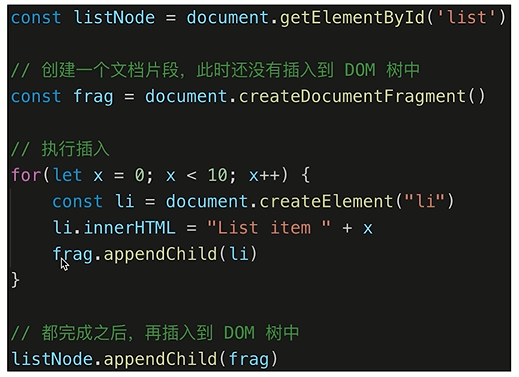 const listNode = document.getElementById('list')
// 创建一个文档片段，此时还没有插入到 DOM 树中
const frag = document.createDocumentFragment()
// 执行插入
for(let x = 0; x < 10; x++) {
    const li = document.createElement("li")
    li.innerHTML = "List item " + x
    frag.appendChild(li)
}
// 都完成之后，再插入到 DOM 树中
listNode.appendChild(frag)